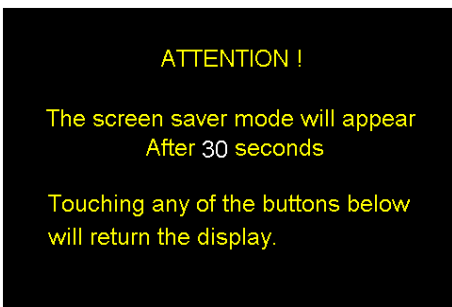 ATTENTION !
The screen saver mode will appear
After 30 seconds
Touching any of the buttons below
will return the display.